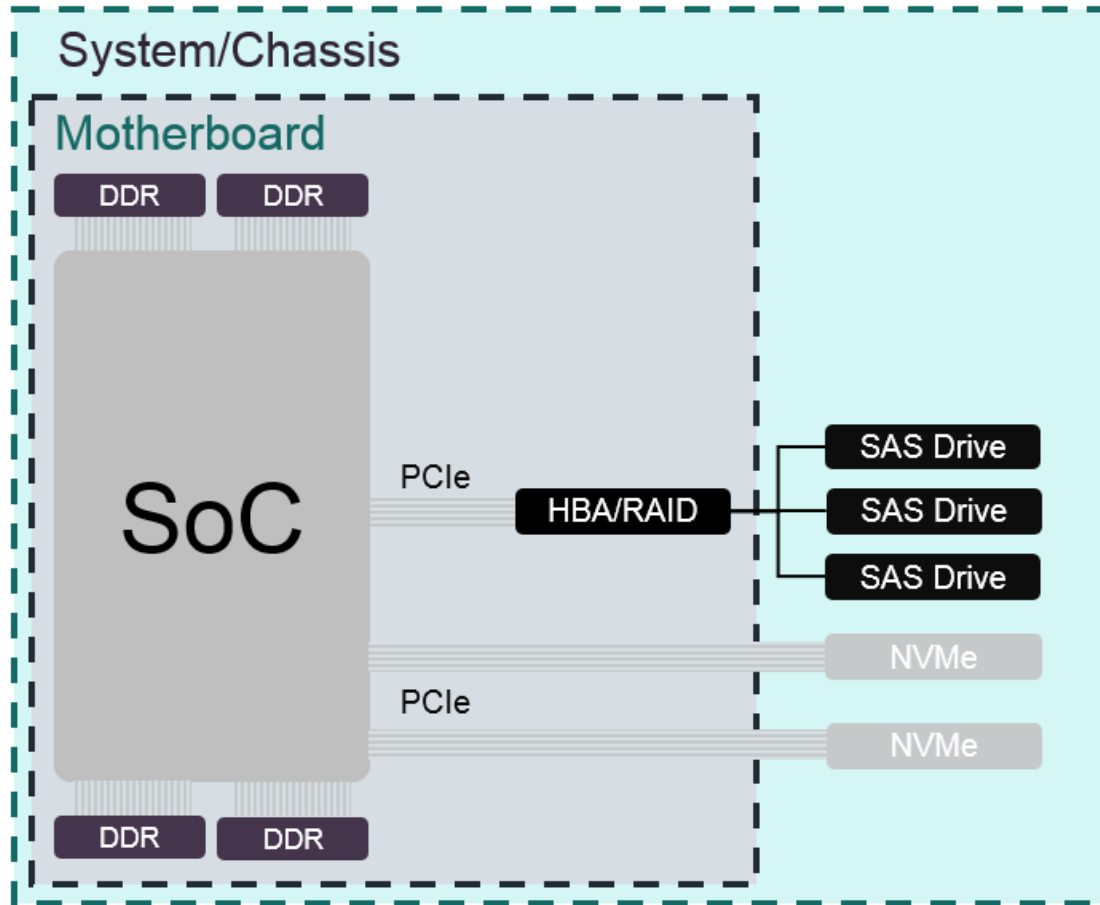 System/Chassis
Motherboard
DDR DDR
SoC
PCIe
HBA/RAID
SAS Drive
SAS Drive
SAS Drive
NVMe
PCIe
NVMe
DDR DDR